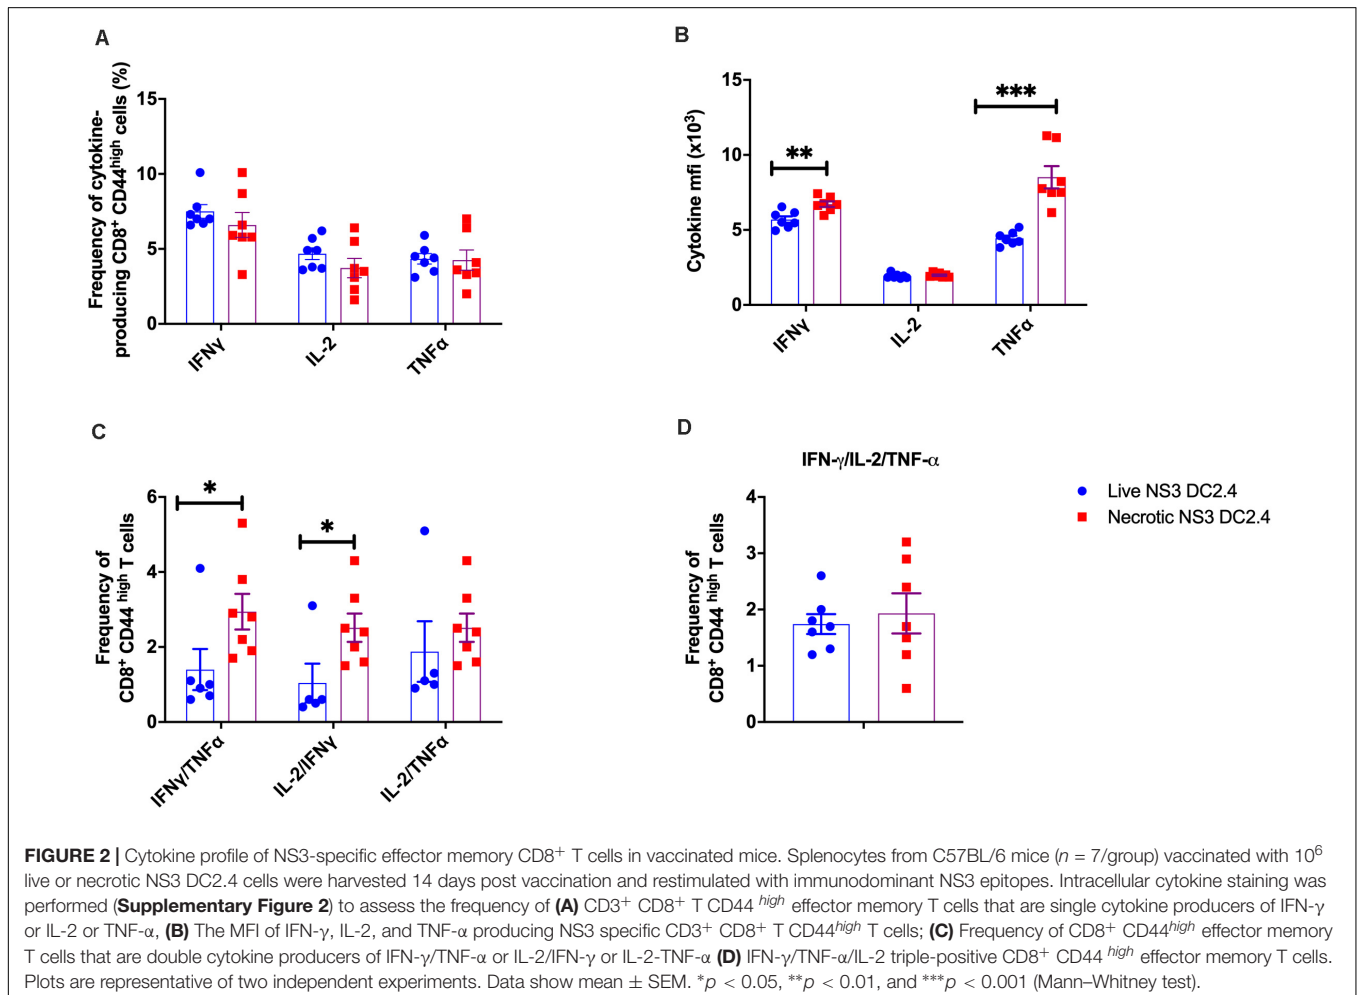 A
Frequency of cytokine-
producing CD8⁺ CD44ʰⁱᵍʰ cells (%)
15
10
5
0
IFNγ
IL-2
TNFα
B
Cytokine mfi (x10³)
15
10
5
0
**
***
IFNγ
IL-2
TNFα
C
Frequency of
CD8⁺ CD44 ʰⁱᵍʰ T cells
6
4
2
0
*
*
IFNγ/TNFα
IL-2/IFNγ
IL-2/TNFα
D
IFN-γ/IL-2/TNF-α
Frequency of
CD8⁺ CD44 ʰⁱᵍʰ T cells
4
3
2
1
0
Live NS3 DC2.4
Necrotic NS3 DC2.4
FIGURE 2 | Cytokine profile of NS3-specific effector memory CD8⁺ T cells in vaccinated mice. Splenocytes from C57BL/6 mice (n = 7/group) vaccinated with 10⁶
live or necrotic NS3 DC2.4 cells were harvested 14 days post vaccination and restimulated with immunodominant NS3 epitopes. Intracellular cytokine staining was
performed (Supplementary Figure 2) to assess the frequency of (A) CD3⁺ CD8⁺ T CD44 ʰⁱᵍʰ effector memory T cells that are single cytokine producers of IFN-γ
or IL-2 or TNF-α, (B) The MFI of IFN-γ, IL-2, and TNF-α producing NS3 specific CD3⁺ CD8⁺ T CD44ʰⁱᵍʰ T cells; (C) Frequency of CD8⁺ CD44ʰⁱᵍʰ effector memory
T cells that are double cytokine producers of IFN-γ/TNF-α or IL-2/IFN-γ or IL-2-TNF-α (D) IFN-γ/TNF-α/IL-2 triple-positive CD8⁺ CD44 ʰⁱᵍʰ effector memory T cells.
Plots are representative of two independent experiments. Data show mean ± SEM. *p < 0.05, **p < 0.01, and ***p < 0.001 (Mann–Whitney test).